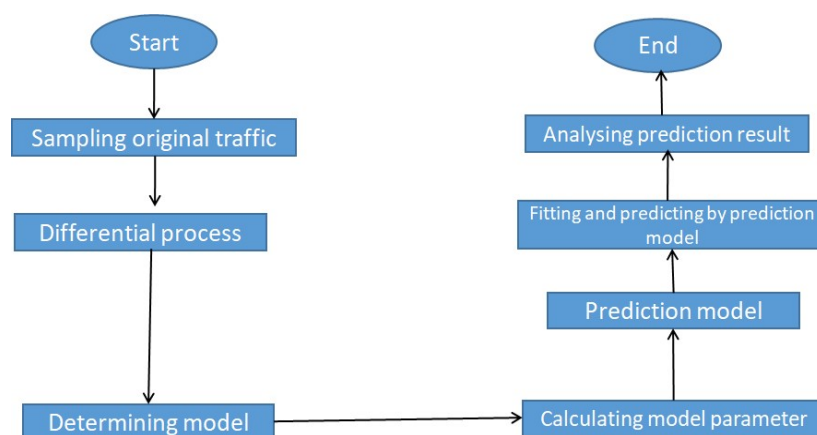 Start
Sampling original traffic
Differential process
Determining model
Calculating model parameter
Prediction model
Fitting and predicting by prediction
model
Analysing prediction result
End